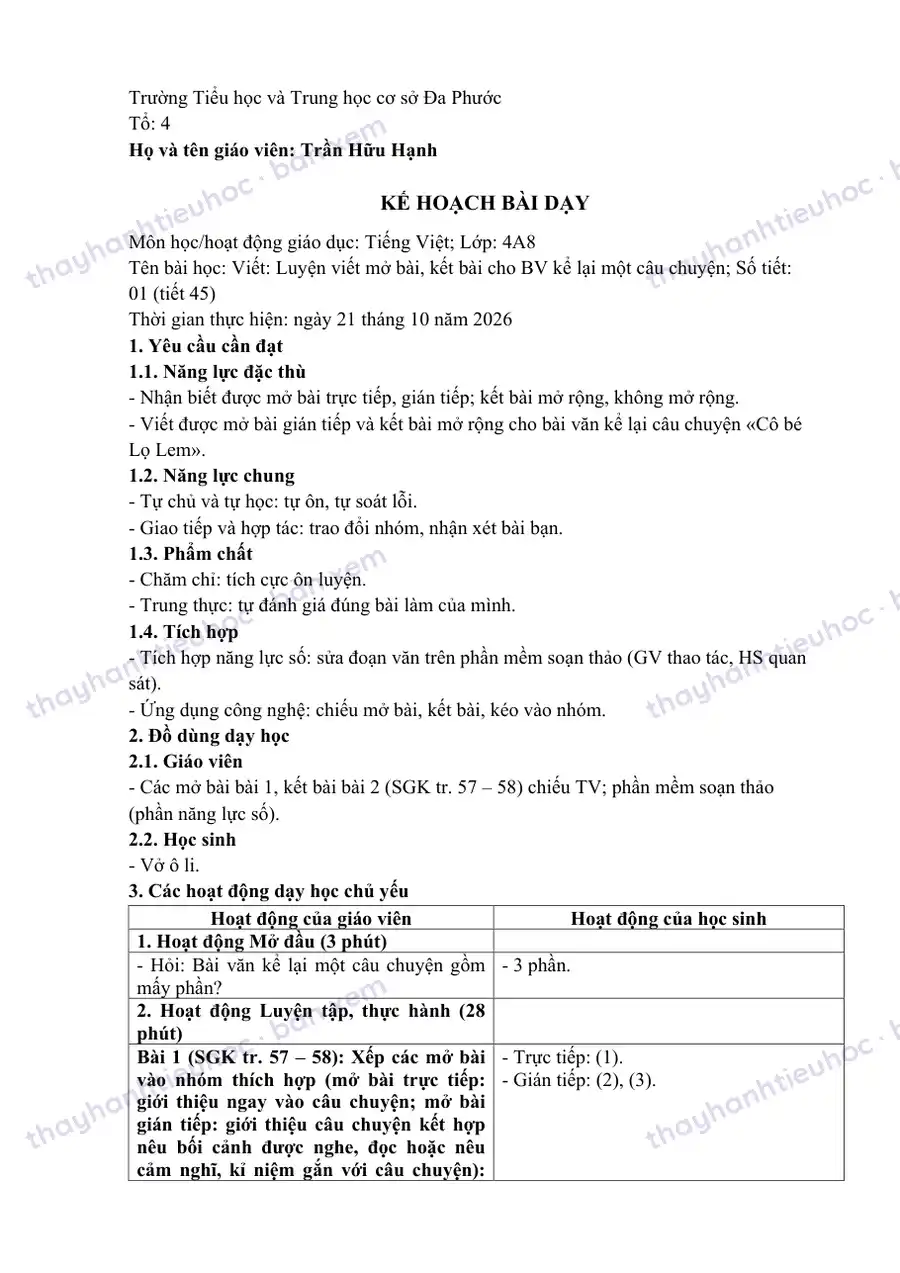 Trường Tiểu học và Trung học cơ sở Đa Phước
Tổ: 4
Họ và tên giáo viên: Trần Hữu Hạnh
KẾ HOẠCH BÀI DẠY
Môn học/hoạt động giáo dục: Tiếng Việt; Lớp: 4A8
Tên bài học: Viết: Luyện viết mở bài, kết bài cho BV kể lại một câu chuyện; Số tiết:
01 (tiết 45)
Thời gian thực hiện: ngày 21 tháng 10 năm 2026
1. Yêu cầu cần đạt
1.1. Năng lực đặc thù
- Nhận biết được mở bài trực tiếp, gián tiếp; kết bài mở rộng, không mở rộng.
- Viết được mở bài gián tiếp và kết bài mở rộng cho bài văn kể lại câu chuyện «Cô bé
Lọ Lem».
1.2. Năng lực chung
- Tự chủ và tự học: tự ôn, tự soát lỗi.
- Giao tiếp và hợp tác: trao đổi nhóm, nhận xét bài bạn.
1.3. Phẩm chất
- Chăm chỉ: tích cực ôn luyện.
- Trung thực: tự đánh giá đúng bài làm của mình.
1.4. Tích hợp
- Tích hợp năng lực số: sửa đoạn văn trên phần mềm soạn thảo (GV thao tác, HS quan
sát).
- Ứng dụng công nghệ: chiếu mở bài, kết bài, kéo vào nhóm.
2. Đồ dùng dạy học
2.1. Giáo viên
- Các mở bài bài 1, kết bài bài 2 (SGK tr. 57 – 58) chiếu TV; phần mềm soạn thảo
(phần năng lực số).
2.2. Học sinh
- Vở ô li.
3. Các hoạt động dạy học chủ yếu
Hoạt động của giáo viên
Hoạt động của học sinh
1. Hoạt động Mở đầu (3 phút)
- Hỏi: Bài văn kể lại một câu chuyện gồm
mấy phần?
- 3 phần.
2. Hoạt động Luyện tập, thực hành (28
phút)
Bài 1 (SGK tr. 57 – 58): Xếp các mở bài
vào nhóm thích hợp (mở bài trực tiếp:
giới thiệu ngay vào câu chuyện; mở bài
gián tiếp: giới thiệu câu chuyện kết hợp
nêu bối cảnh được nghe, đọc hoặc nêu
cảm nghĩ, kỉ niệm gắn với câu chuyện):
- Trực tiếp: (1).
- Gián tiếp: (2), (3).
thayhanhtieuhoc · bản xem
thayhanhtieuhoc · b
thayhanhtieuhoc · bản xem
thayhanhtieuhoc · b
thayhanhtieuhoc · bản xem
thayhanhtieuhoc · b